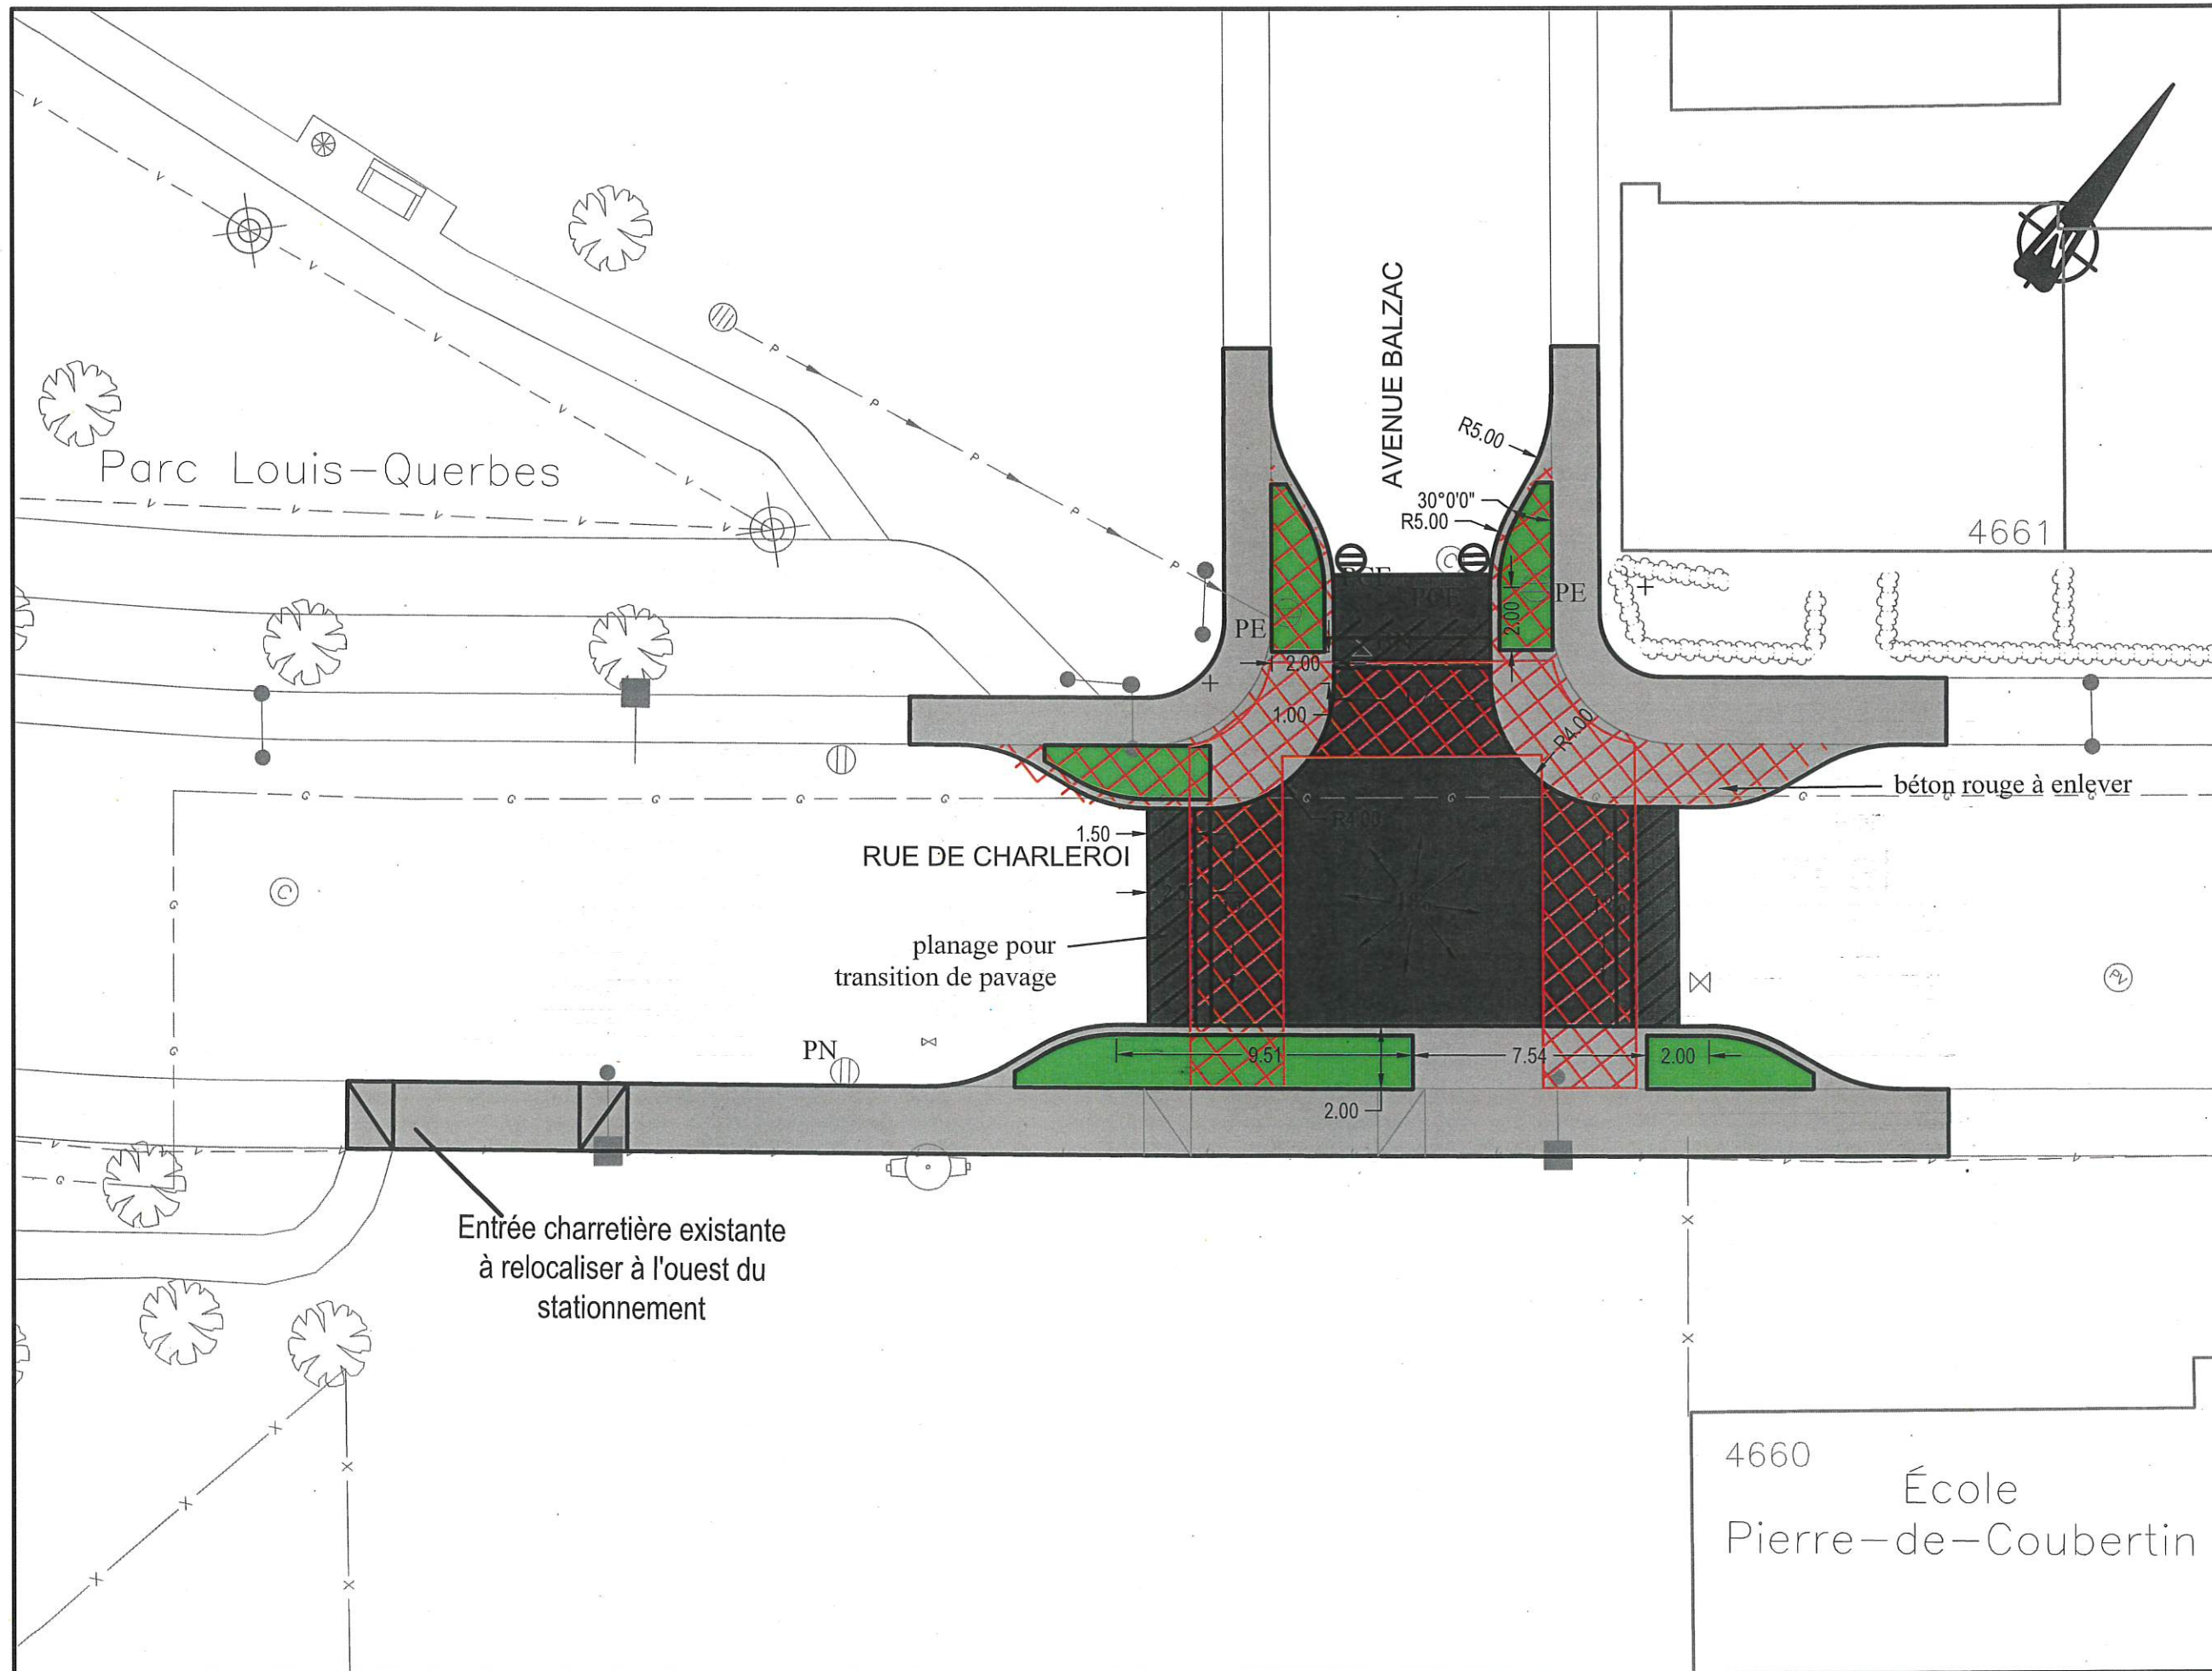 AVENUE BALZAC
Parc Louis-Querbes
R5.00
30°0'0"
R5.00
4661
PE
PE
2.00
2.00
1.00
R4.00
béton rouge à enlever
1.50
RUE DE CHARLEROI
R4.00
planage pour
transition de pavage
PN
9.51
7.54
2.00
2.00
Entrée charretière existante
à relocaliser à l'ouest du
stationnement
4660
École
Pierre-de-Coubertin